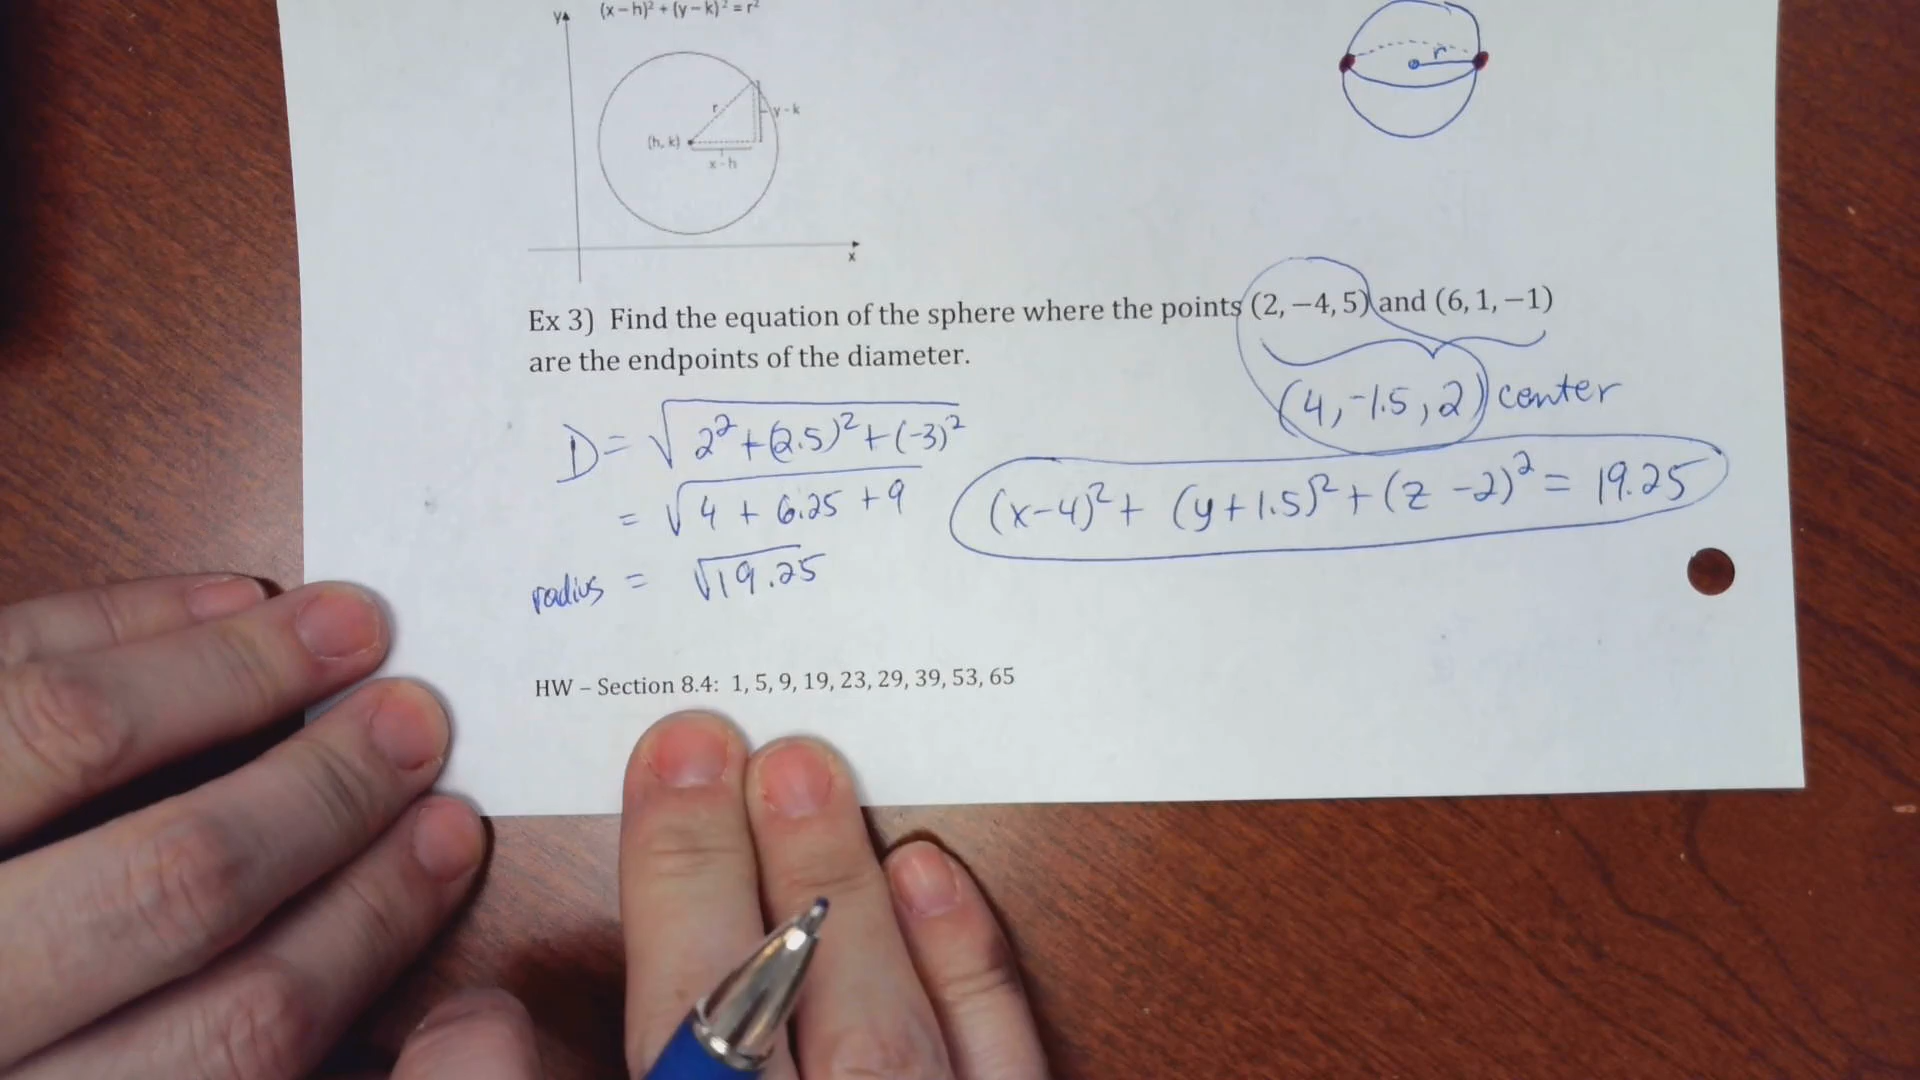 (x – h)² + (y – k)² = r²
y
r
r
y - k
(h, k)
x - h
x
Ex 3) Find the equation of the sphere where the points (2, −4, 5) and (6, 1, −1)
are the endpoints of the diameter.
(4, -1.5, 2) center
D = √2² + (2.5)² + (-3)²
= √4 + 6.25 + 9
(x-4)² + (y+1.5)² + (z -2)² = 19.25
radius = √19.25
HW – Section 8.4: 1, 5, 9, 19, 23, 29, 39, 53, 65